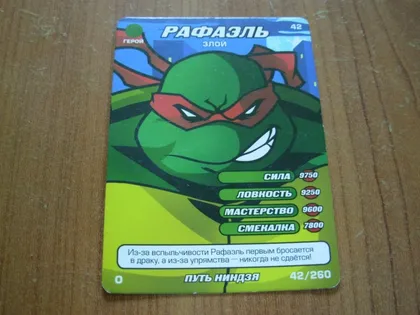 РАФАЭЛЬ
42
ГЕРОЙ
ЗЛОЙ
СИЛА 9750
ЛОВКОСТЬ 9250
МАСТЕРСТВО 9600
СМЕКАЛКА 7800
Из-за вспыльчивости Рафаэль первым бросается
в драку, а из-за упрямства — никогда не сдаётся!
0 ПУТЬ НИНДЗЯ 42/260